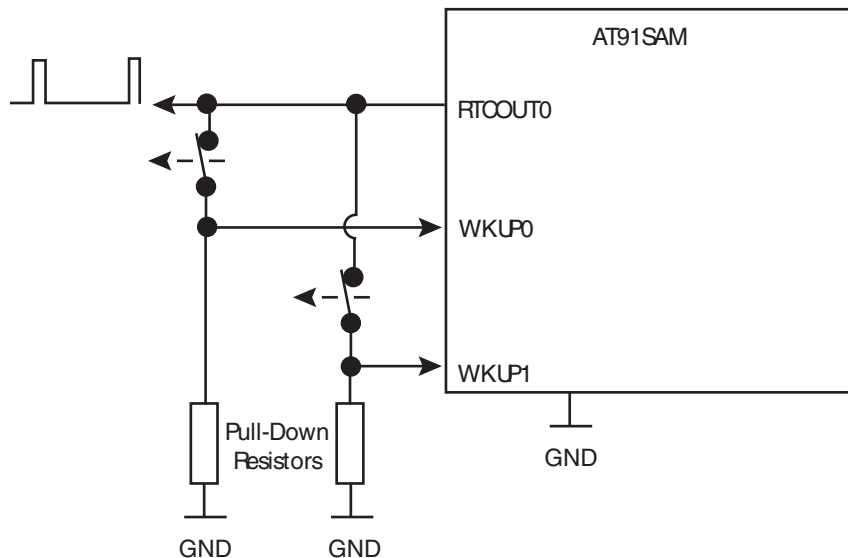 AT91SAM
RTCOUT0
WKUP0
WKUP1
Pull-Down
Resistors
GND
GND
GND